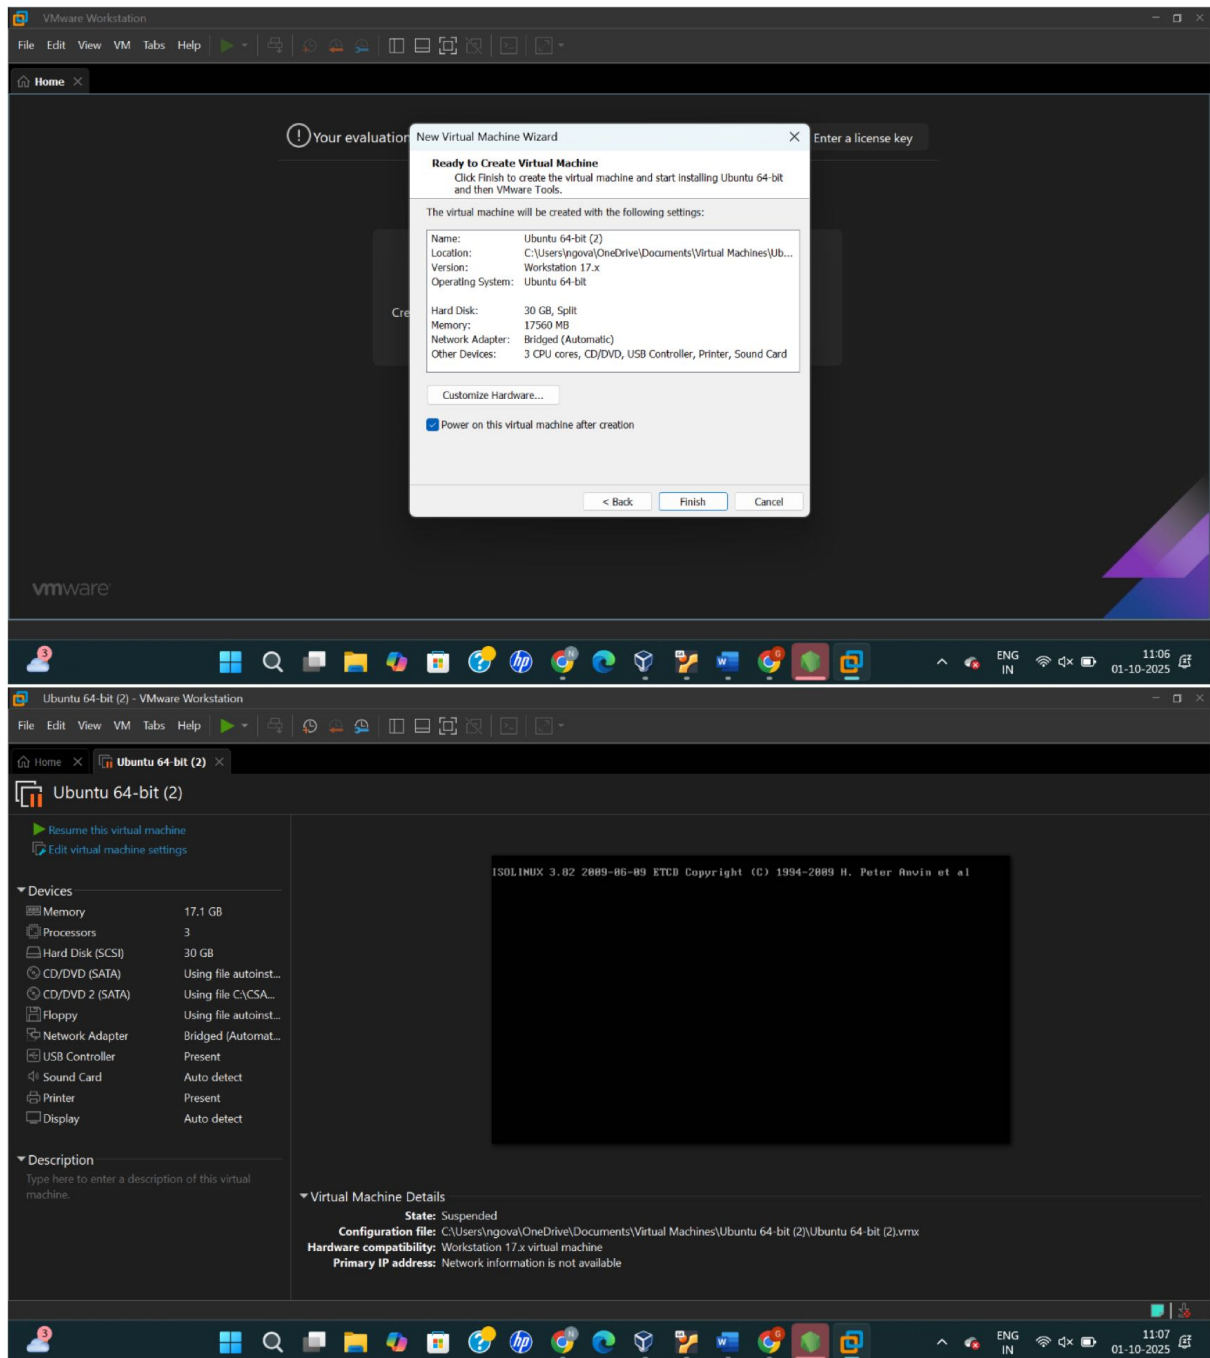 VMware Workstation
File Edit View VM Tabs Help
Home
Your evaluation
Enter a license key
New Virtual Machine Wizard
Ready to Create Virtual Machine
Click Finish to create the virtual machine and start installing Ubuntu 64-bit
and then VMware Tools.
The virtual machine will be created with the following settings:
Name: Ubuntu 64-bit (2)
Location: C:\Users\ngova\OneDrive\Documents\Virtual Machines\Ub...
Version: Workstation 17.x
Operating System: Ubuntu 64-bit
Hard Disk: 30 GB, Split
Memory: 17560 MB
Network Adapter: Bridged (Automatic)
Other Devices: 3 CPU cores, CD/DVD, USB Controller, Printer, Sound Card
Cre
Customize Hardware...
Power on this virtual machine after creation
< Back Finish Cancel
vmware
3
ENG
IN
11:06
01-10-2025
Ubuntu 64-bit (2) - VMware Workstation
File Edit View VM Tabs Help
Home Ubuntu 64-bit (2)
Ubuntu 64-bit (2)
Resume this virtual machine
Edit virtual machine settings
Devices
Memory 17.1 GB
Processors 3
Hard Disk (SCSI) 30 GB
CD/DVD (SATA) Using file autoinst...
CD/DVD 2 (SATA) Using file C:\CSA...
Floppy Using file autoinst...
Network Adapter Bridged (Automat...
USB Controller Present
Sound Card Auto detect
Printer Present
Display Auto detect
Description
Type here to enter a description of this virtual
machine.
ISOLINUX 3.82 2009-06-09 ETCD Copyright (C) 1994-2009 H. Peter Anvin et al
Virtual Machine Details
State: Suspended
Configuration file: C:\Users\ngova\OneDrive\Documents\Virtual Machines\Ubuntu 64-bit (2)\Ubuntu 64-bit (2).vmx
Hardware compatibility: Workstation 17.x virtual machine
Primary IP address: Network information is not available
3
ENG
IN
11:07
01-10-2025